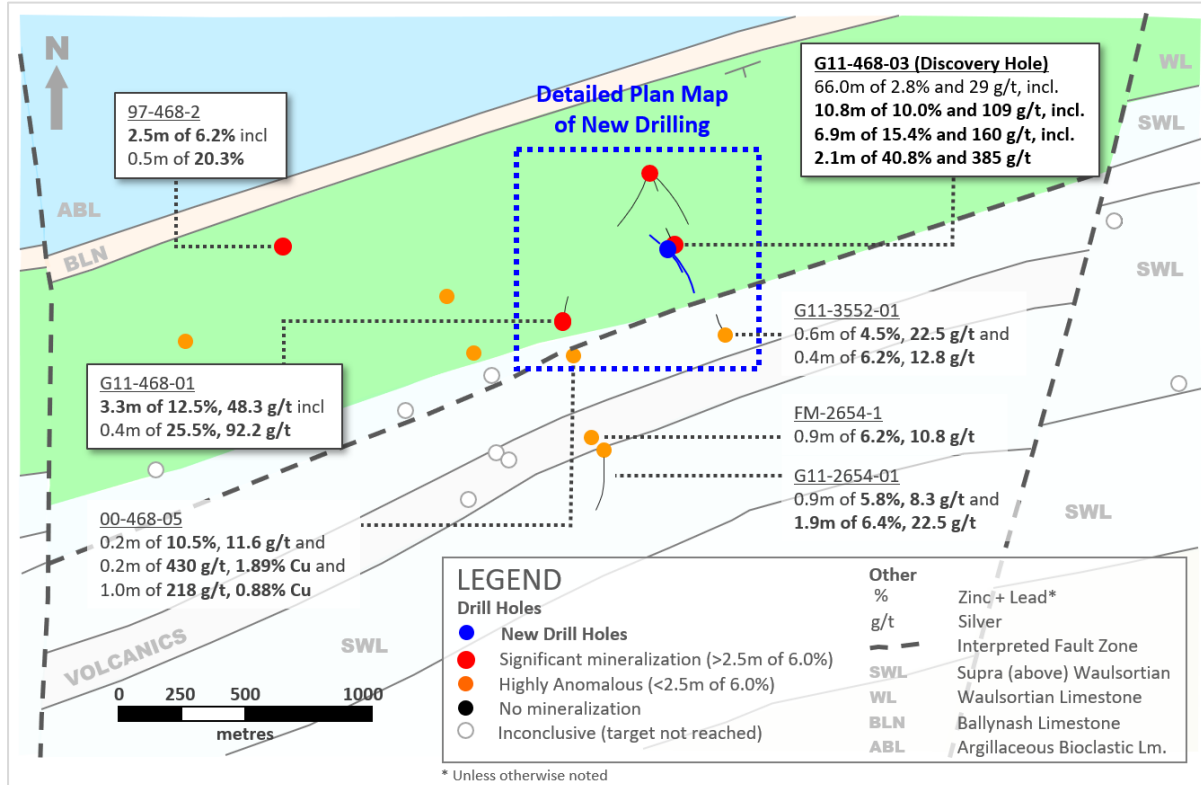 N
97-468-2
2.5m of 6.2% incl
0.5m of 20.3%
Detailed Plan Map
of New Drilling
G11-468-03 (Discovery Hole)
66.0m of 2.8% and 29 g/t, incl.
10.8m of 10.0% and 109 g/t, incl.
6.9m of 15.4% and 160 g/t, incl.
2.1m of 40.8% and 385 g/t
WL
SWL
ABL
BLN
SWL
G11-3552-01
0.6m of 4.5%, 22.5 g/t and
0.4m of 6.2%, 12.8 g/t
G11-468-01
3.3m of 12.5%, 48.3 g/t incl
0.4m of 25.5%, 92.2 g/t
FM-2654-1
0.9m of 6.2%, 10.8 g/t
G11-2654-01
0.9m of 5.8%, 8.3 g/t and
1.9m of 6.4%, 22.5 g/t
SWL
00-468-05
0.2m of 10.5%, 11.6 g/t and
0.2m of 430 g/t, 1.89% Cu and
1.0m of 218 g/t, 0.88% Cu
VOLCANICS
SWL
0 250 500 1000
metres
LEGEND
Drill Holes
New Drill Holes
Significant mineralization (>2.5m of 6.0%)
Highly Anomalous (<2.5m of 6.0%)
No mineralization
Inconclusive (target not reached)
Other
% Zinc + Lead*
g/t Silver
Interpreted Fault Zone
SWL Supra (above) Waulsortian
WL Waulsortian Limestone
BLN Ballynash Limestone
ABL Argillaceous Bioclastic Lm.
* Unless otherwise noted